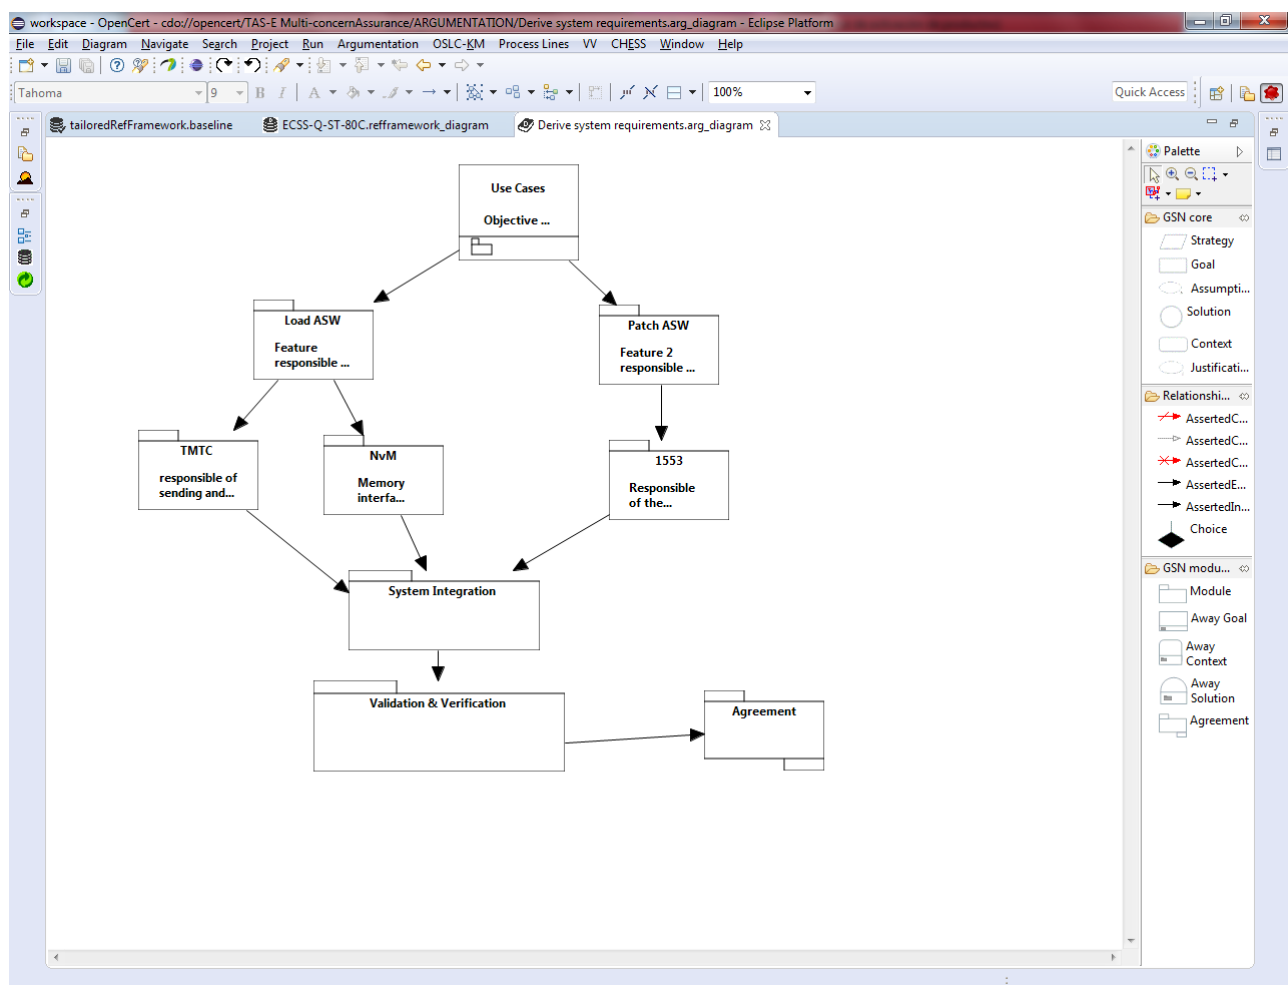 workspace - OpenCert - cdo://opencert/TAS-E Multi-concernAssurance/ARGUMENTATION/Derive system requirements.arg_diagram - Eclipse Platform
File Edit Diagram Navigate Search Project Run Argumentation OSLC-KM Process Lines VV CHESS Window Help
Tahoma 9 B I A 100% Quick Access
tailoredRefFramework.baseline ECSS-Q-ST-80C.refframework_diagram Derive system requirements.arg_diagram
Use Cases
Objective ...
Load ASW
Feature
responsible ...
Patch ASW
Feature 2
responsible ...
TMTC
responsible of
sending and...
NvM
Memory
interfa...
1553
Responsible
of the...
System Integration
Validation & Verification
Agreement
Palette
GSN core
Strategy
Goal
Assumpti...
Solution
Context
Justificati...
Relationshi...
AssertedC...
AssertedC...
AssertedC...
AssertedE...
AssertedIn...
Choice
GSN modu...
Module
Away Goal
Away
Context
Away
Solution
Agreement